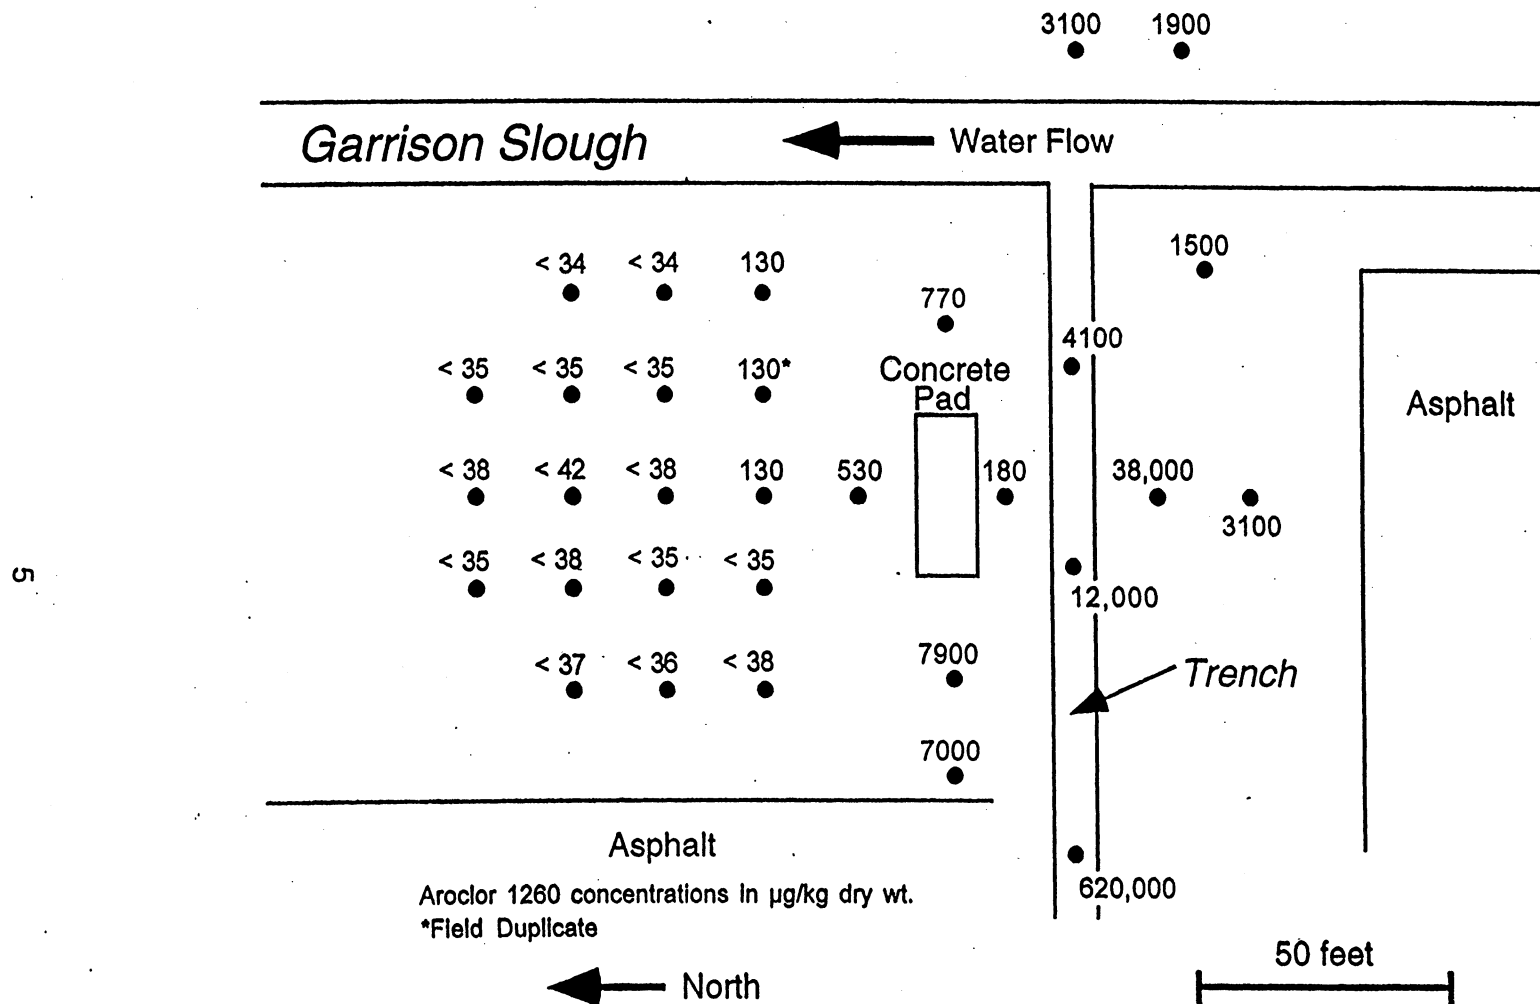 3100 1900
Garrison Slough
Water Flow
1500
< 34 < 34 130
770
4100
< 35 < 35 < 35 130*
Concrete
Pad
Asphalt
< 38 < 42 < 38 130 530 180 38,000
3100
< 35 < 38 < 35 < 35
5
12,000
< 37 < 36 < 38 7900
Trench
7000
Asphalt
Aroclor 1260 concentrations in µg/kg dry wt.
620,000
*Field Duplicate
50 feet
North